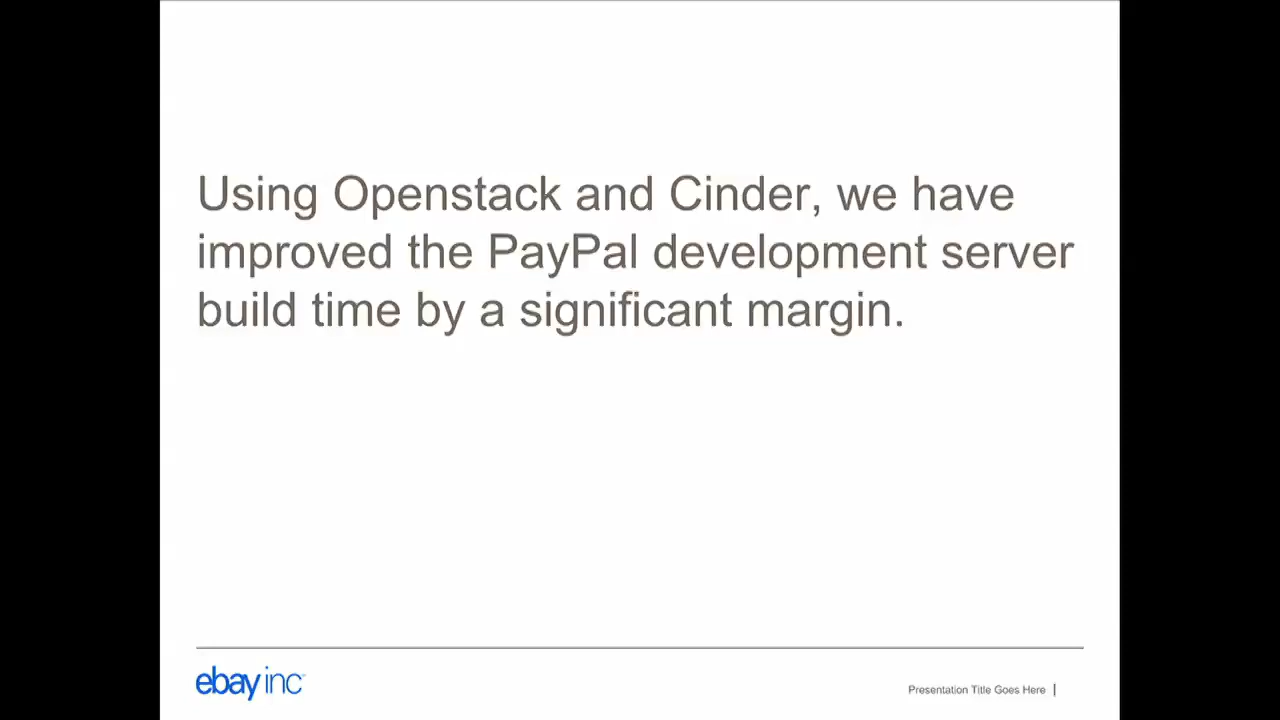 Using Openstack and Cinder, we have
improved the PayPal development server
build time by a significant margin.
ebay inc
Presentation Title Goes Here |